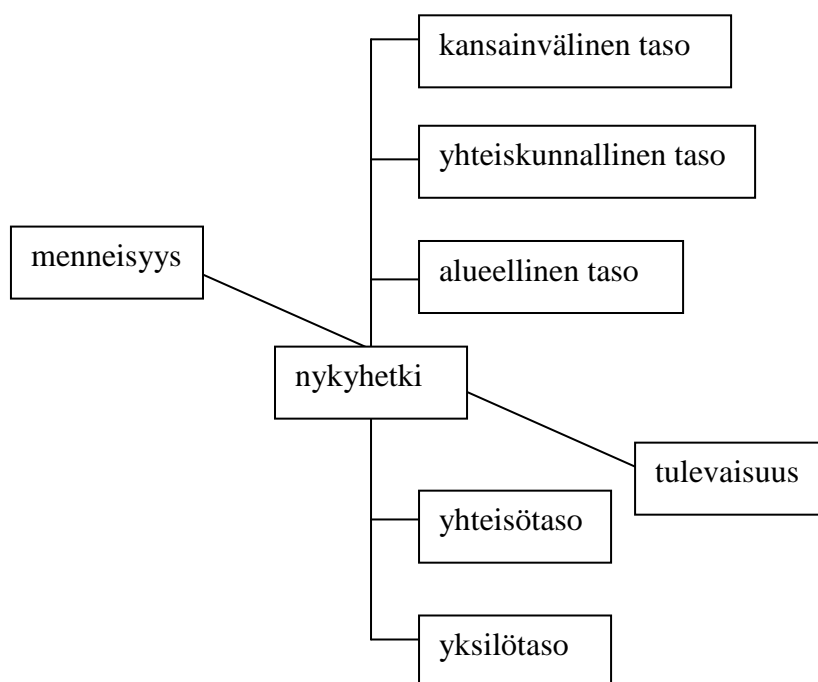 kansainvälinen taso
yhteiskunnallinen taso
menneisyys
alueellinen taso
nykyhetki
tulevaisuus
yhteisötaso
yksilötaso